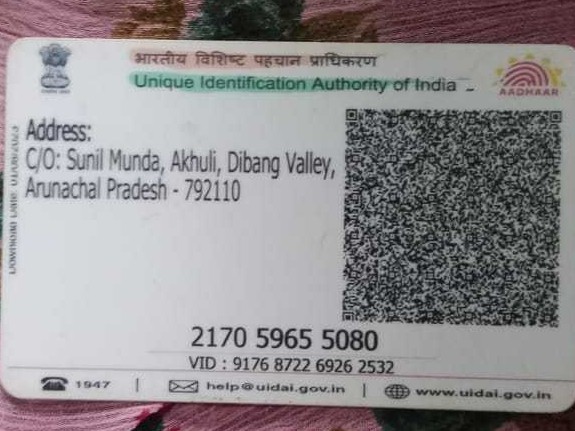 भारतीय विशिष्ट पहचान प्राधिकरण
Unique Identification Authority of India
AADHAAR
Address:
C/O: Sunil Munda, Akhuli, Dibang Valley,
Arunachal Pradesh - 792110
2170 5965 5080
VID : 9176 8722 6926 2532
1947 | help@uidai.gov.in | www.uidai.gov.in